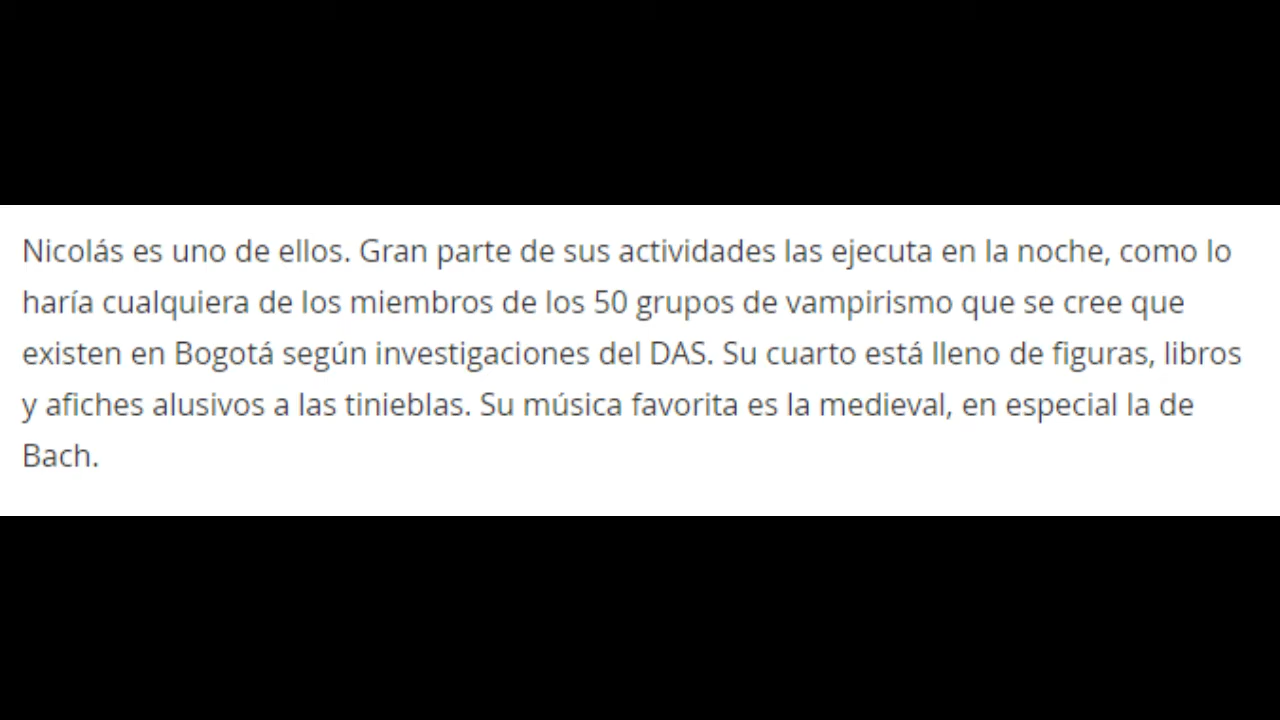 Nicolás es uno de ellos. Gran parte de sus actividades las ejecuta en la noche, como lo
haría cualquiera de los miembros de los 50 grupos de vampirismo que se cree que
existen en Bogotá según investigaciones del DAS. Su cuarto está lleno de figuras, libros
y afiches alusivos a las tinieblas. Su música favorita es la medieval, en especial la de
Bach.